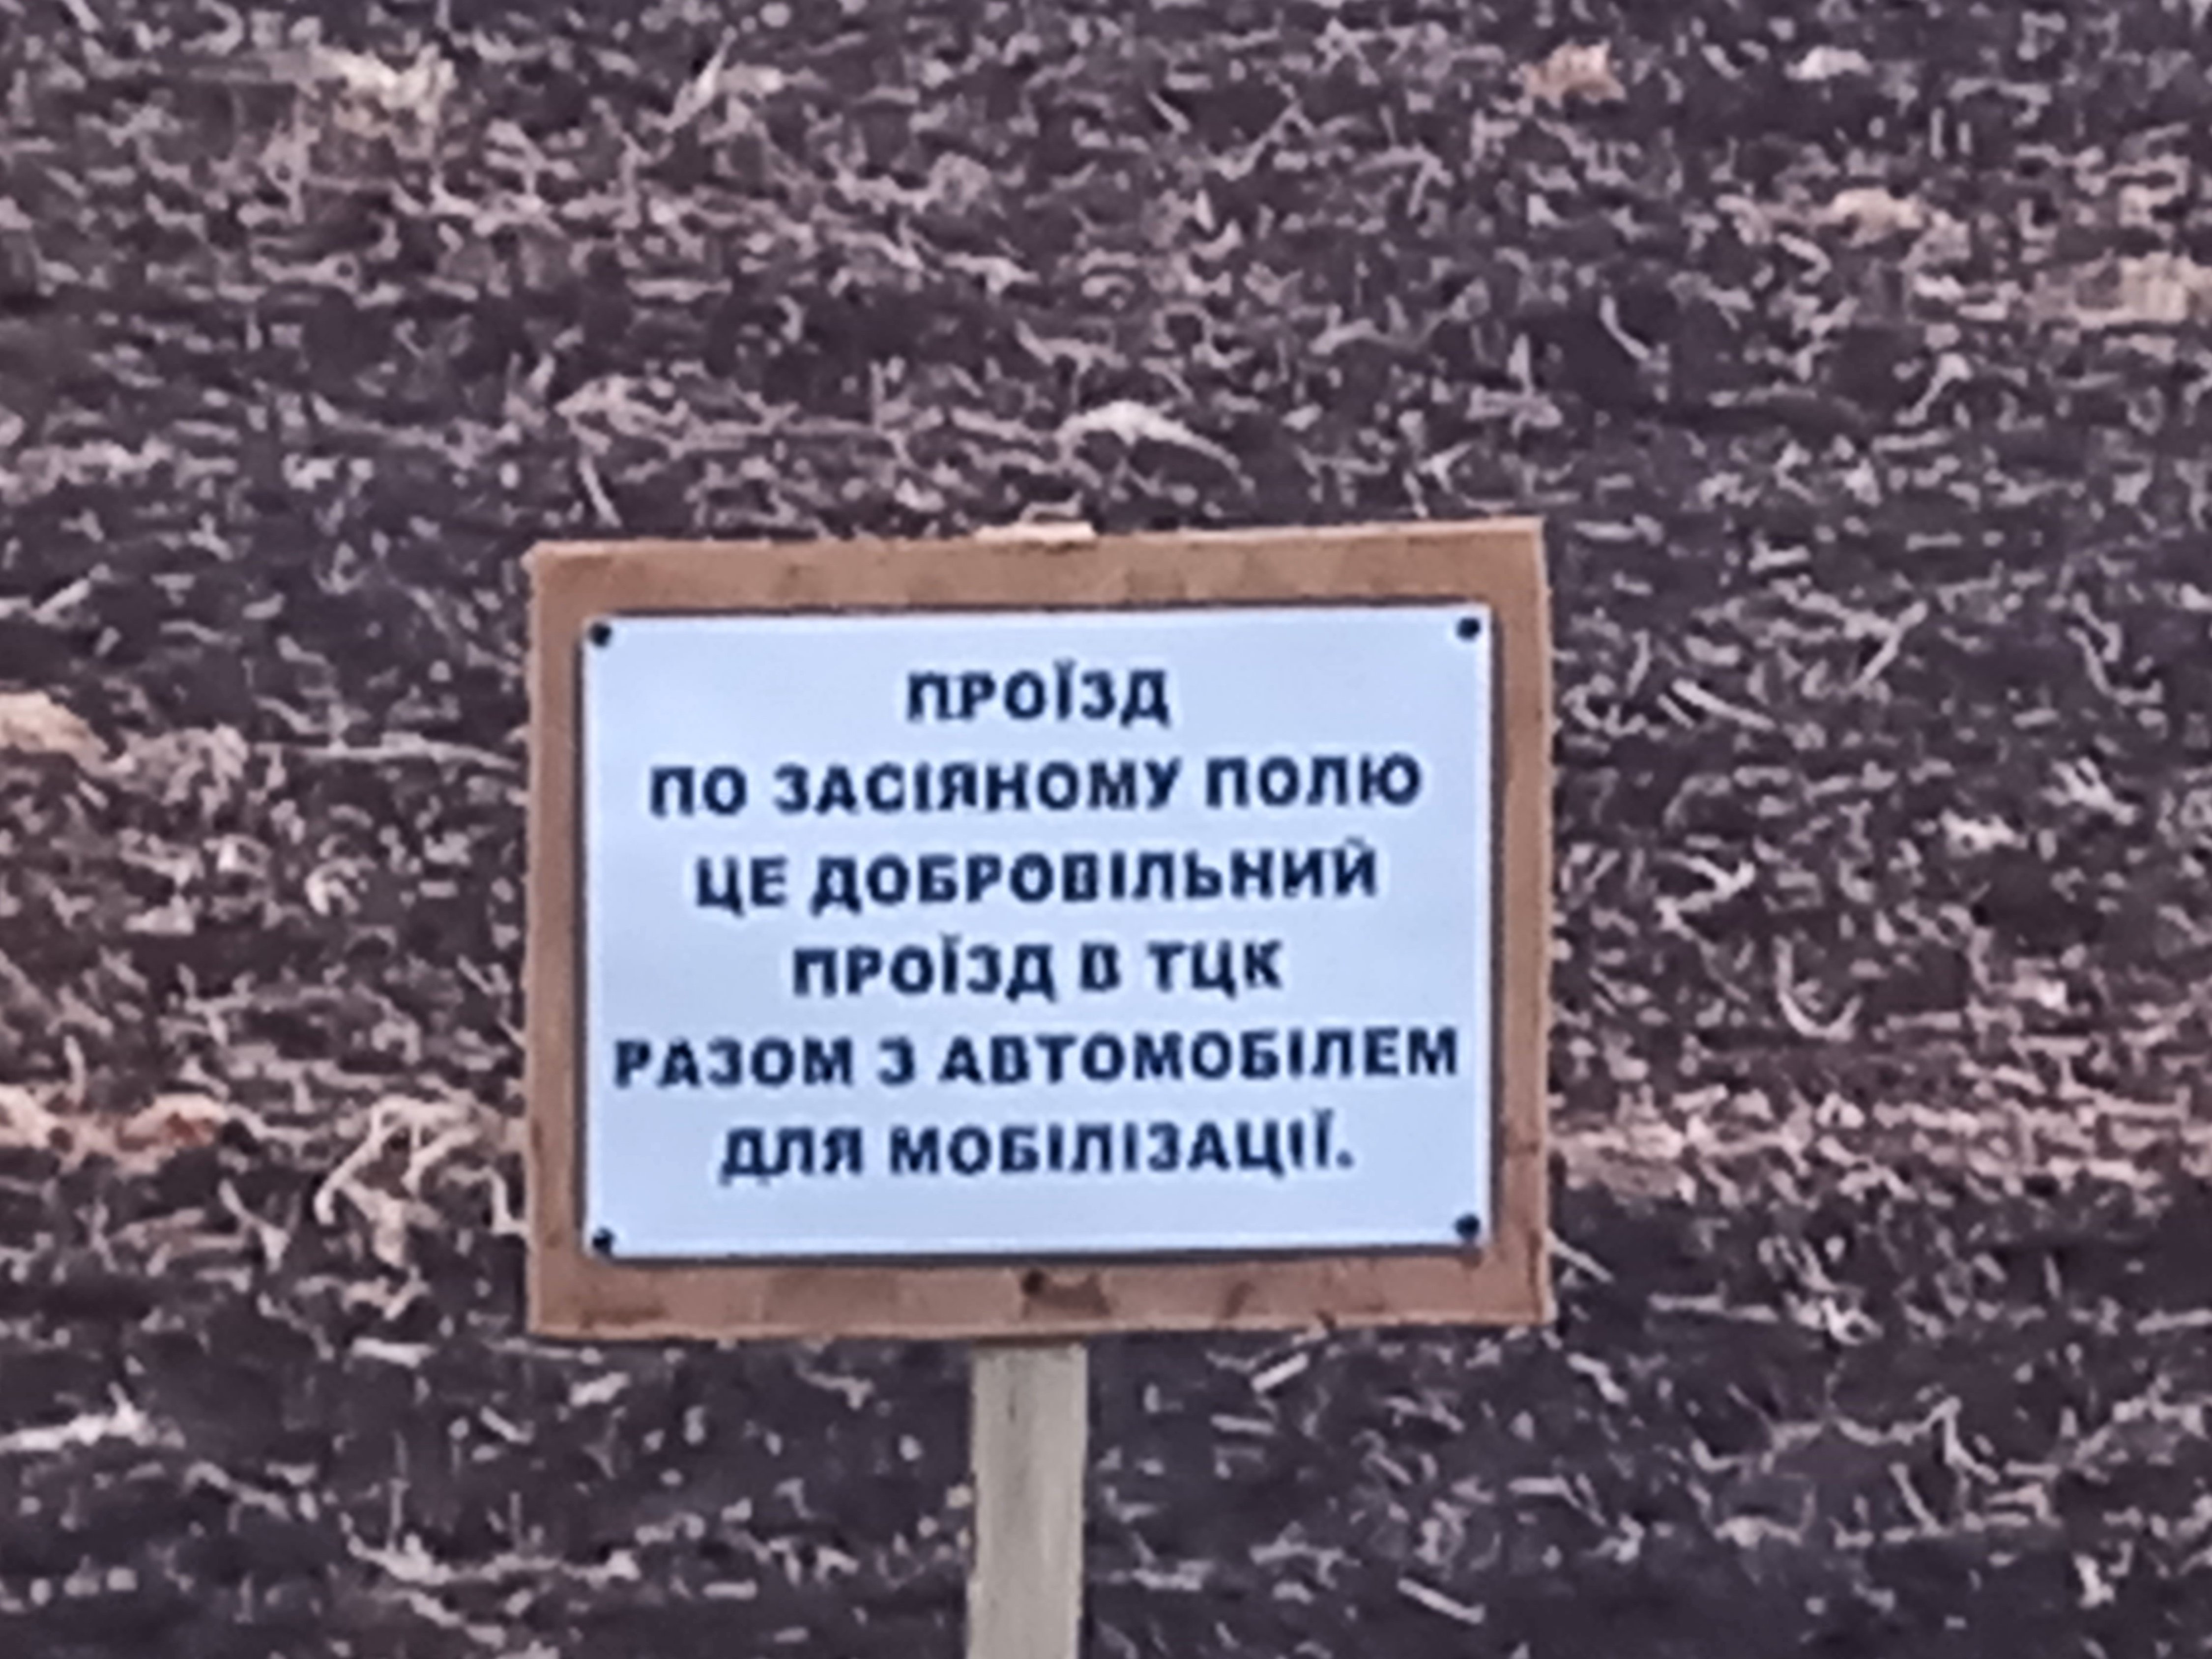 ПРОЇЗД
ПО ЗАСІЯНОМУ ПОЛЮ
ЦЕ ДОБРОВІЛЬНИЙ
ПРОЇЗД В ТЦК
РАЗОМ З АВТОМОБІЛЕМ
ДЛЯ МОБІЛІЗАЦІЇ.